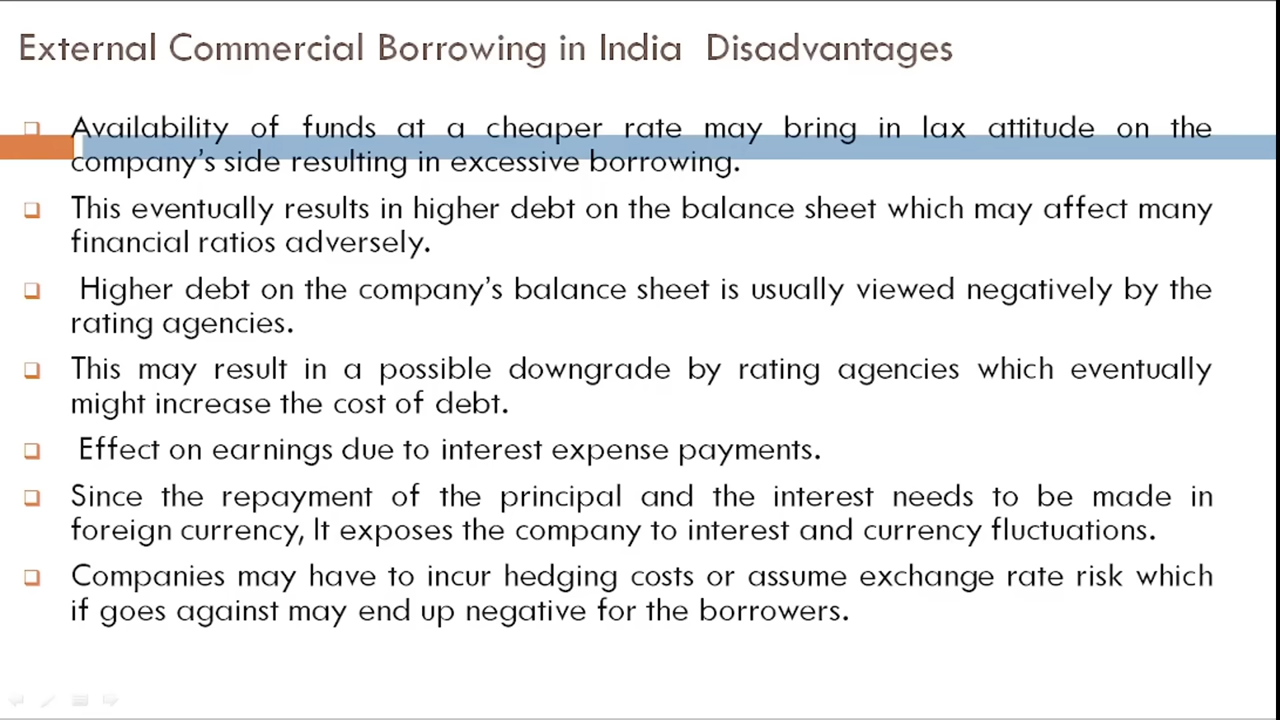 External Commercial Borrowing in India Disadvantages
Availability of funds at a cheaper rate may bring in lax attitude on the
company's side resulting in excessive borrowing.
This eventually results in higher debt on the balance sheet which may affect many
financial ratios adversely.
Higher debt on the company's balance sheet is usually viewed negatively by the
rating agencies.
This may result in a possible downgrade by rating agencies which eventually
might increase the cost of debt.
Effect on earnings due to interest expense payments.
Since the repayment of the principal and the interest needs to be made in
foreign currency, It exposes the company to interest and currency fluctuations.
Companies may have to incur hedging costs or assume exchange rate risk which
if goes against may end up negative for the borrowers.